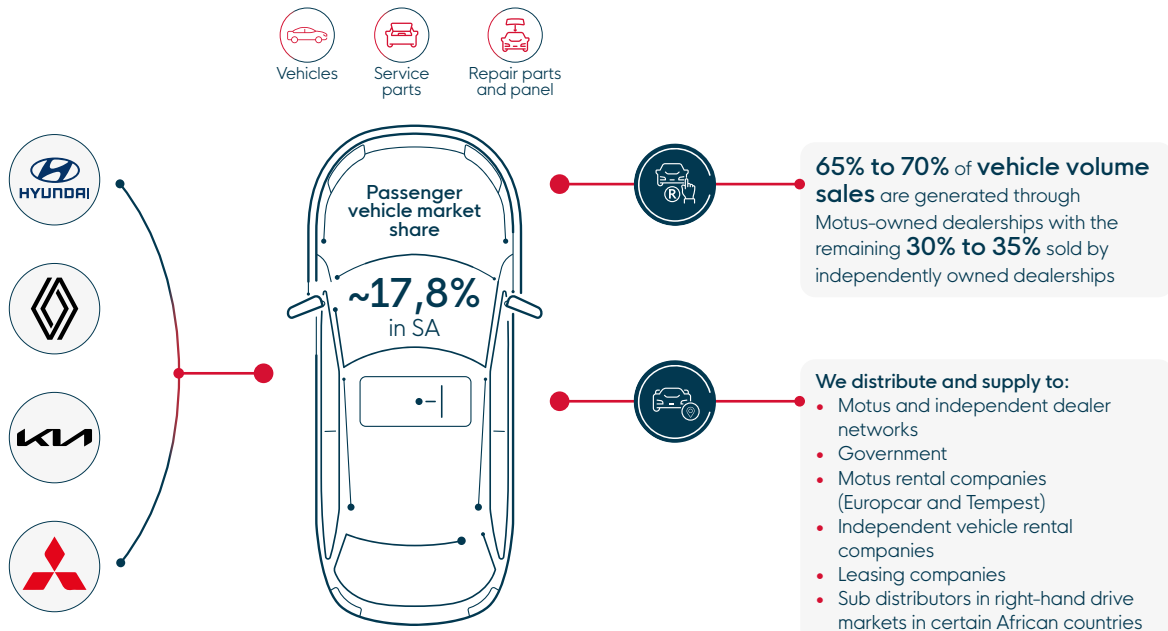 Vehicles
Service
parts
Repair parts
and panel
HYUNDAI
KIA
Passenger
vehicle market
share
~17,8%
in SA
R
65% to 70% of vehicle volume
sales are generated through
Motus-owned dealerships with the
remaining 30% to 35% sold by
independently owned dealerships
We distribute and supply to:
• Motus and independent dealer
networks
• Government
• Motus rental companies
(Europcar and Tempest)
• Independent vehicle rental
companies
• Leasing companies
• Sub distributors in right-hand drive
markets in certain African countries